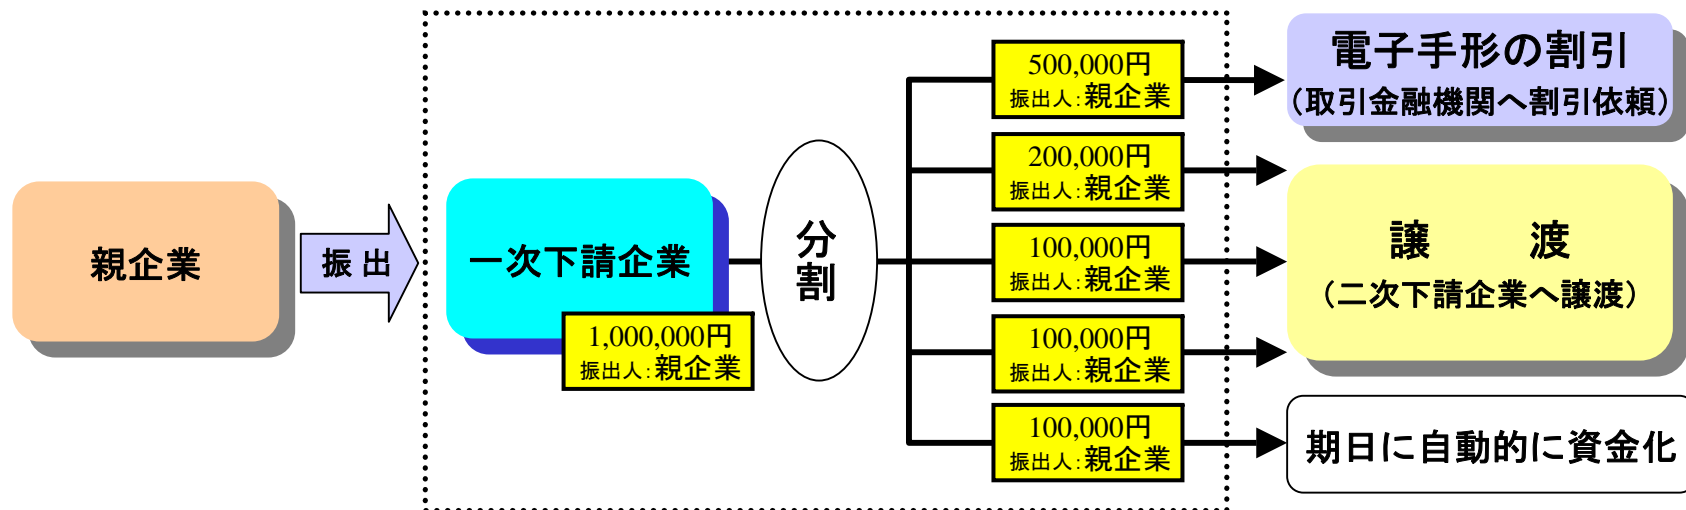 親企業
振出
一次下請企業
1,000,000円
振出人：親企業
分割
500,000円
振出人：親企業
200,000円
振出人：親企業
100,000円
振出人：親企業
100,000円
振出人：親企業
100,000円
振出人：親企業
電子手形の割引
（取引金融機関へ割引依頼）
譲　渡
（二次下請企業へ譲渡）
期日に自動的に資金化